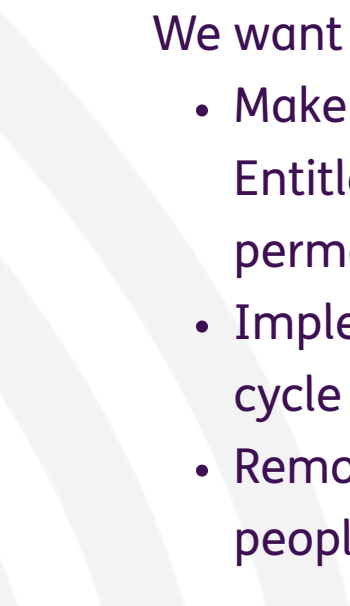 We want
• Make
Entitl
perm
• Imple
cycle
• Remo
peopl